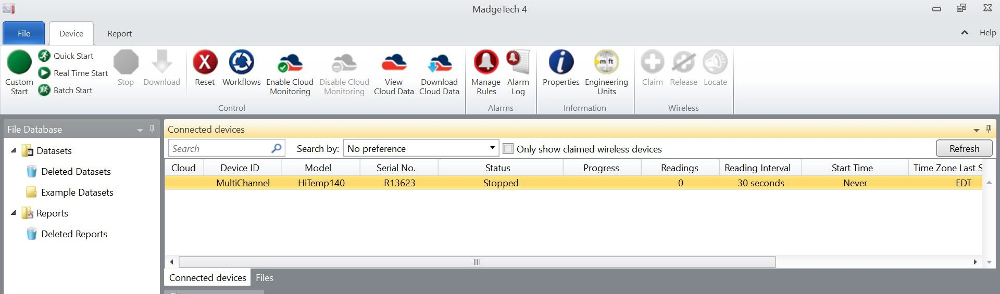 MadgeTech 4
File Device Report Help
Custom Start
Quick Start
Real Time Start
Batch Start
Stop
Download
Reset
Workflows
Enable Cloud Monitoring
Disable Cloud Monitoring
View Cloud Data
Download Cloud Data
Control
Manage Rules
Alarm Log
Alarms
Properties
m ft
Engineering Units
Information
Claim
Release
Locate
Wireless
File Database
Datasets
Deleted Datasets
Example Datasets
Reports
Deleted Reports
Connected devices
Search
Search by: No preference
Only show claimed wireless devices
Refresh
Cloud Device ID Model Serial No. Status Progress Readings Reading Interval Start Time Time Zone Last S
MultiChannel HiTemp140 R13623 Stopped 0 30 seconds Never EDT
Connected devices Files